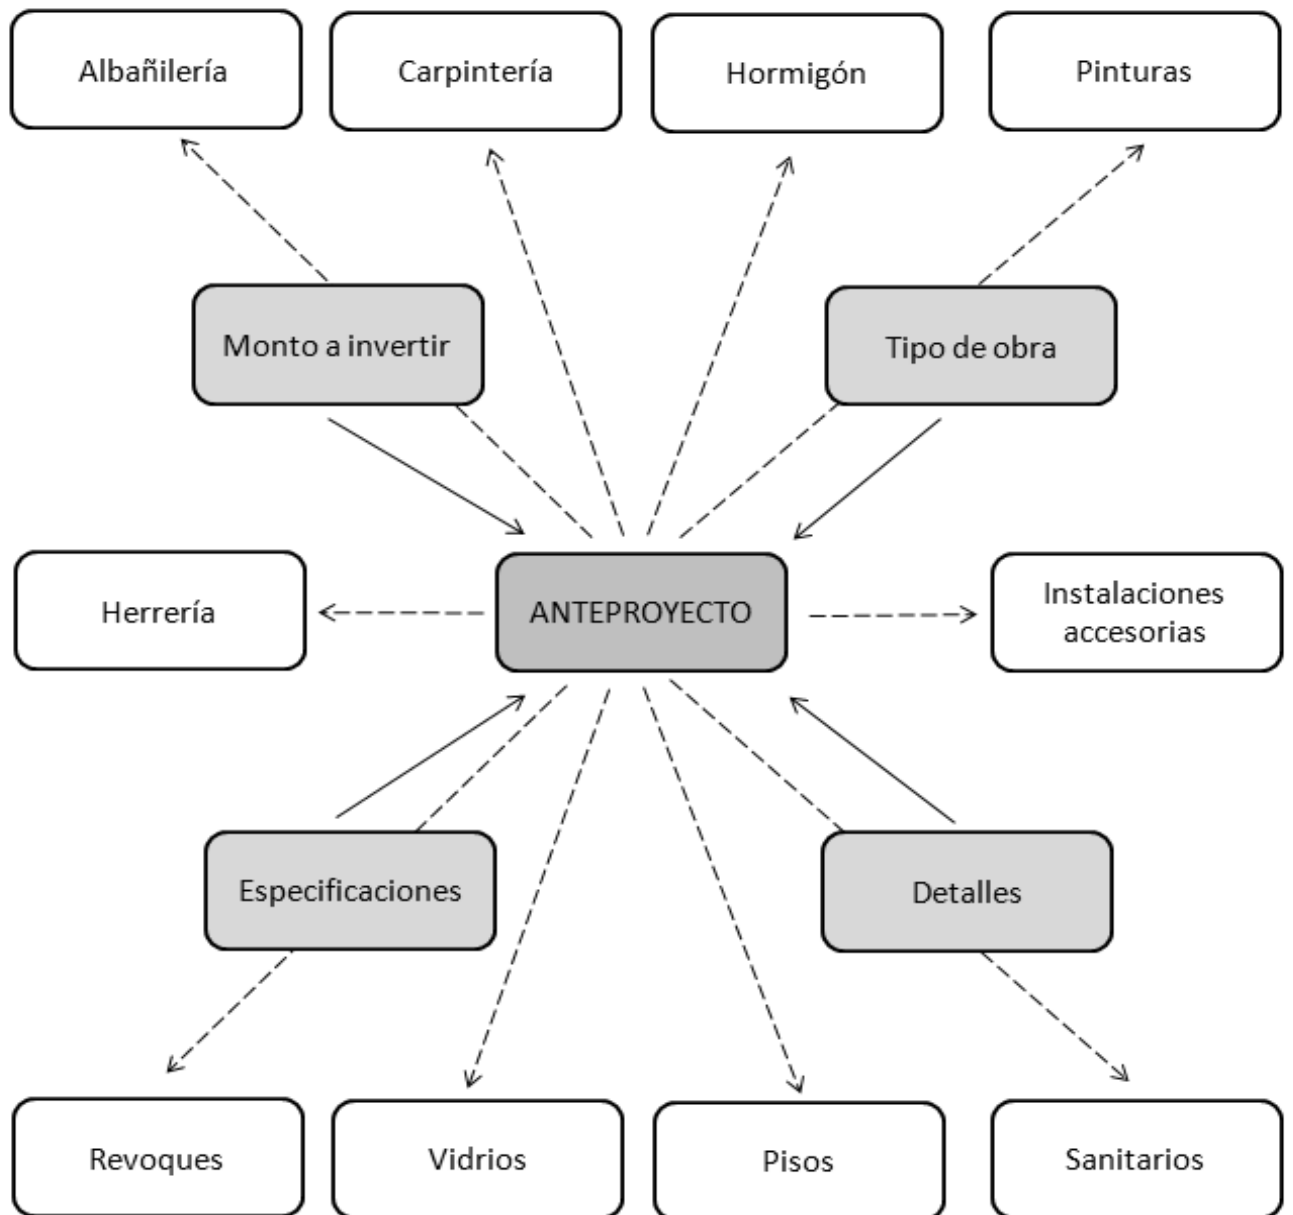 Albañilería
Carpintería
Hormigón
Pinturas
Monto a invertir
Tipo de obra
Herrería
ANTEPROYECTO
Instalaciones
accesorias
Especificaciones
Detalles
Revoques
Vidrios
Pisos
Sanitarios